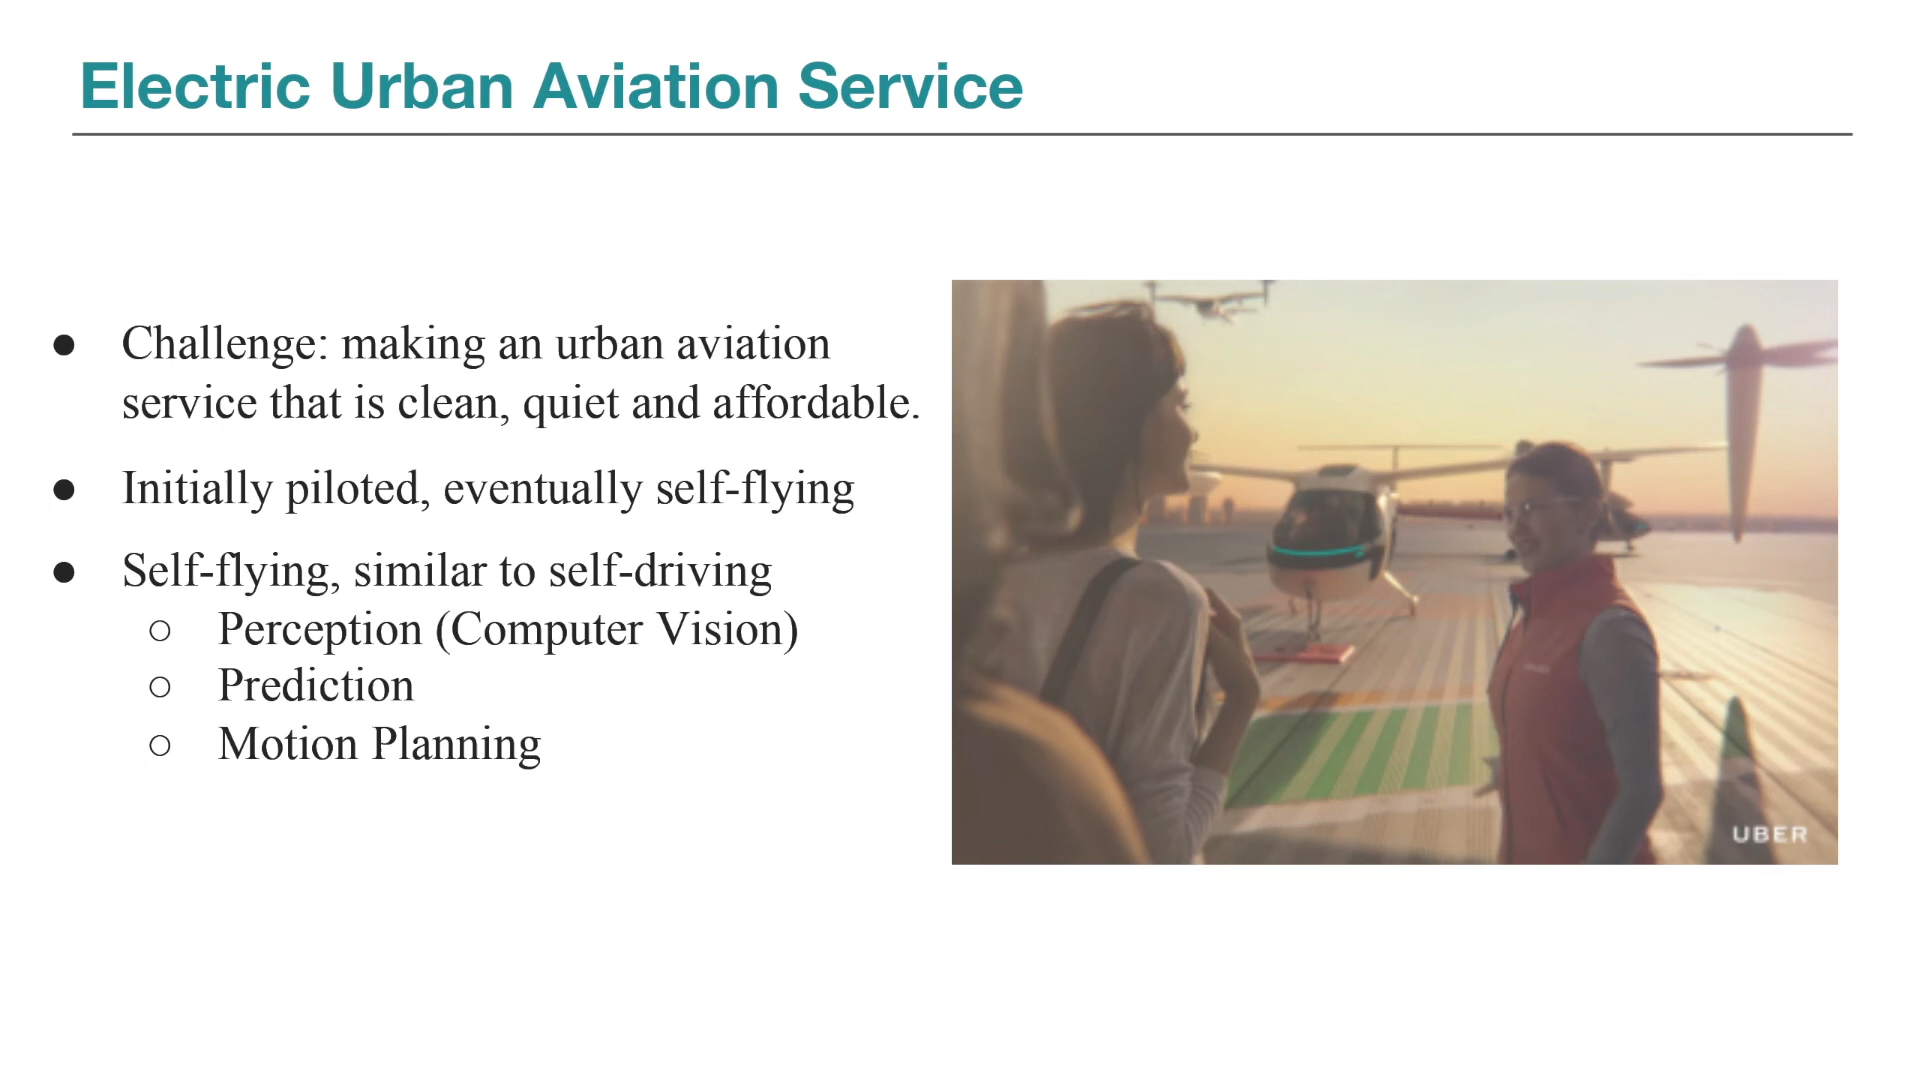 Electric Urban Aviation Service
● Challenge: making an urban aviation
service that is clean, quiet and affordable.
● Initially piloted, eventually self-flying
● Self-flying, similar to self-driving
○ Perception (Computer Vision)
○ Prediction
○ Motion Planning
UBER